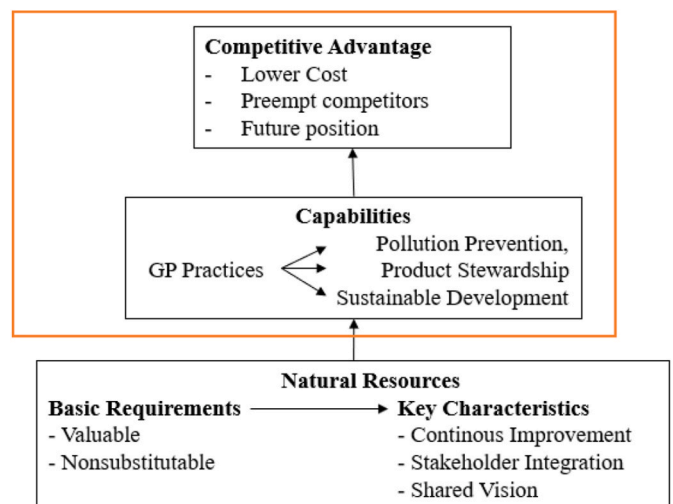 Competitive Advantage
- Lower Cost
- Preempt competitors
- Future position
Capabilities
GP Practices
Pollution Prevention,
Product Stewardship
Sustainable Development
Natural Resources
Basic Requirements
- Valuable
- Nonsubstitutable
Key Characteristics
- Continous Improvement
- Stakeholder Integration
- Shared Vision